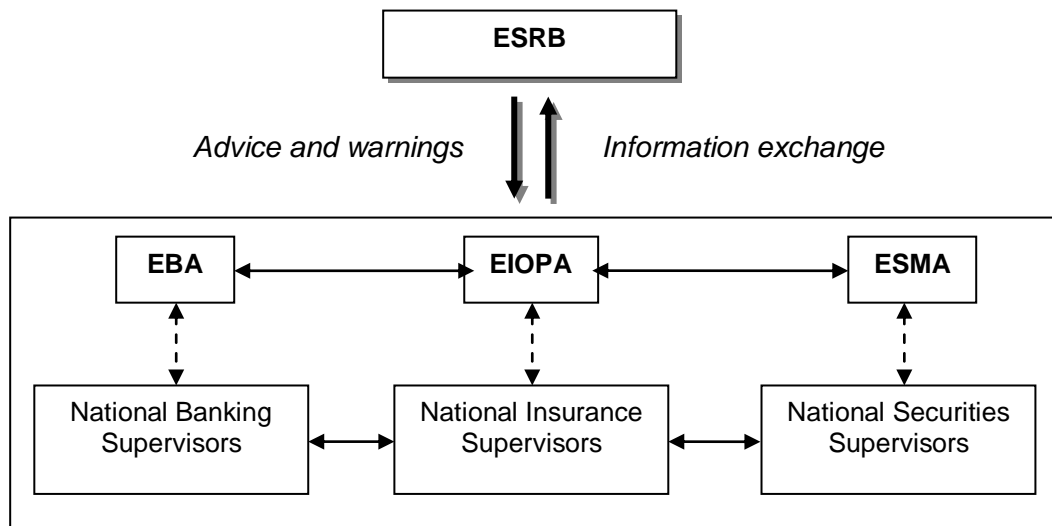 ESRB
Advice and warnings
Information exchange
EBA
EIOPA
ESMA
National Banking
Supervisors
National Insurance
Supervisors
National Securities
Supervisors